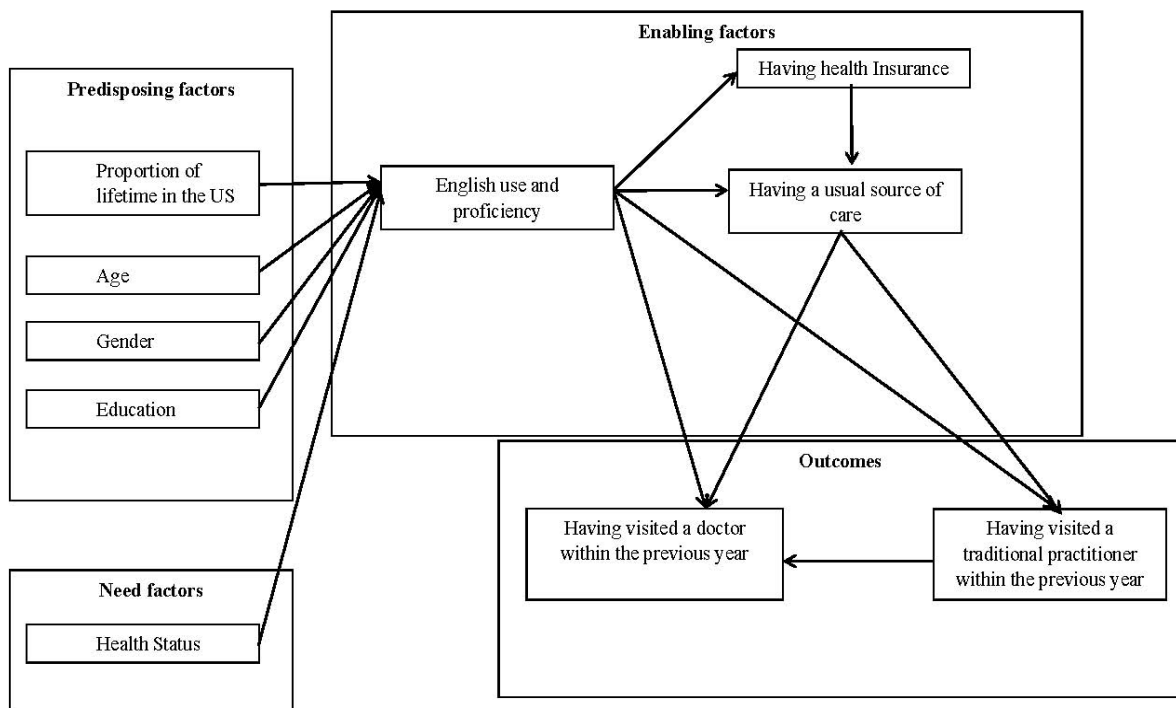 Enabling factors
Having health Insurance
Predisposing factors
Proportion of
lifetime in the US
English use and
proficiency
Having a usual source of
care
Age
Gender
Education
Outcomes
Having visited a doctor
within the previous year
Having visited a
traditional practitioner
within the previous year
Need factors
Health Status